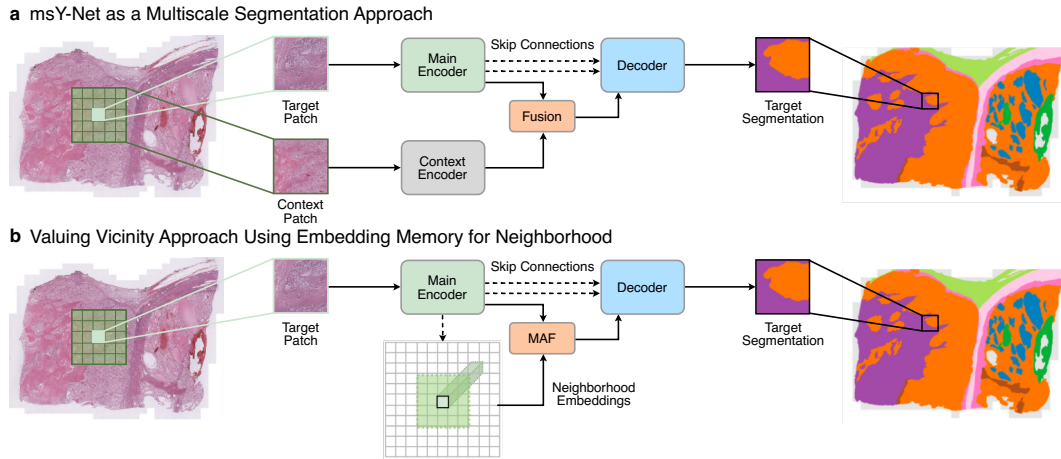 a msY-Net as a Multiscale Segmentation Approach
Target
Patch
Context
Patch
Main
Encoder
Skip Connections
Decoder
Fusion
Context
Encoder
Target
Segmentation
b Valuing Vicinity Approach Using Embedding Memory for Neighborhood
Target
Patch
Main
Encoder
Skip Connections
Decoder
MAF
Neighborhood
Embeddings
Target
Segmentation